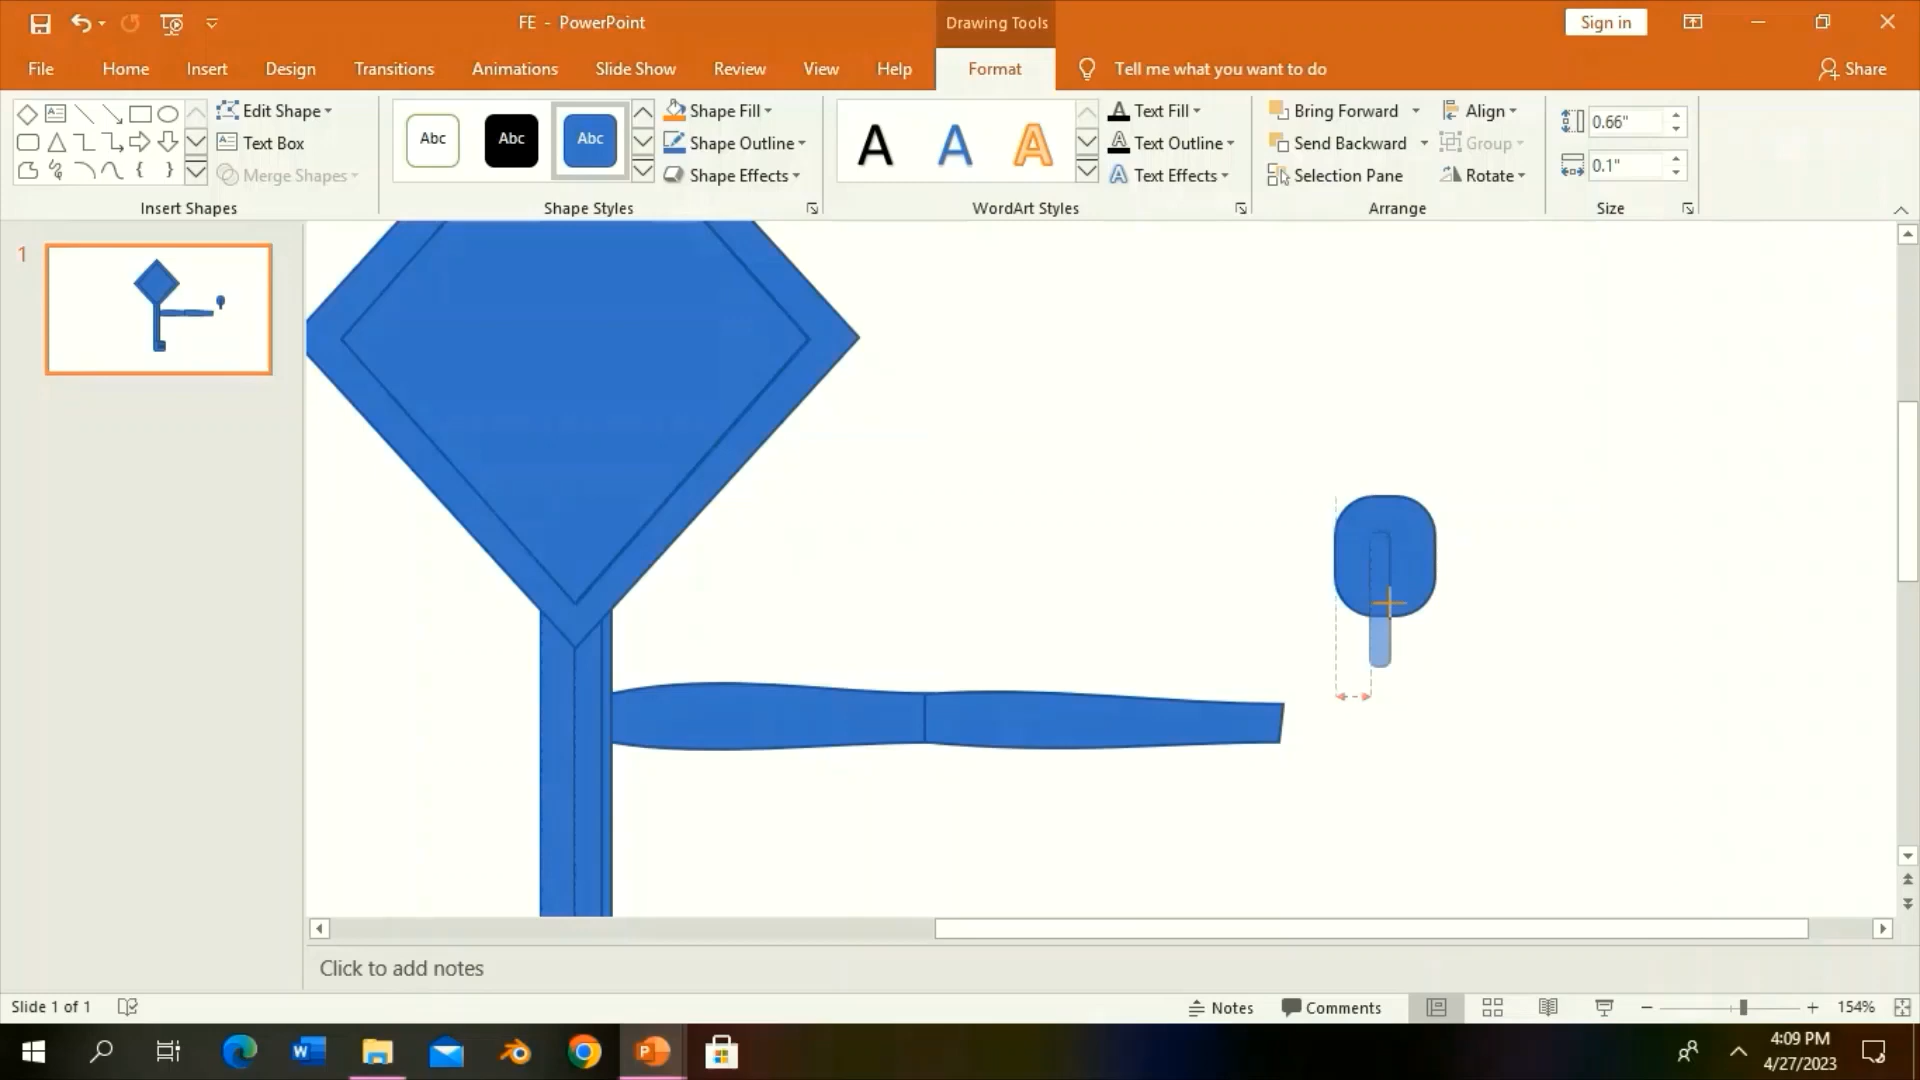 FE - PowerPoint
Drawing Tools
Sign in
File Home Insert Design Transitions Animations Slide Show Review View Help Format Tell me what you want to do Share
Edit Shape
Text Box
Merge Shapes
Insert Shapes
Abc Abc Abc
Shape Fill
Shape Outline
Shape Effects
Shape Styles
A A A
Text Fill
Text Outline
Text Effects
WordArt Styles
Bring Forward
Send Backward
Selection Pane
Align
Group
Rotate
Arrange
0.66"
0.1"
Size
1
Click to add notes
Slide 1 of 1
Notes Comments 154%
4:09 PM
4/27/2023